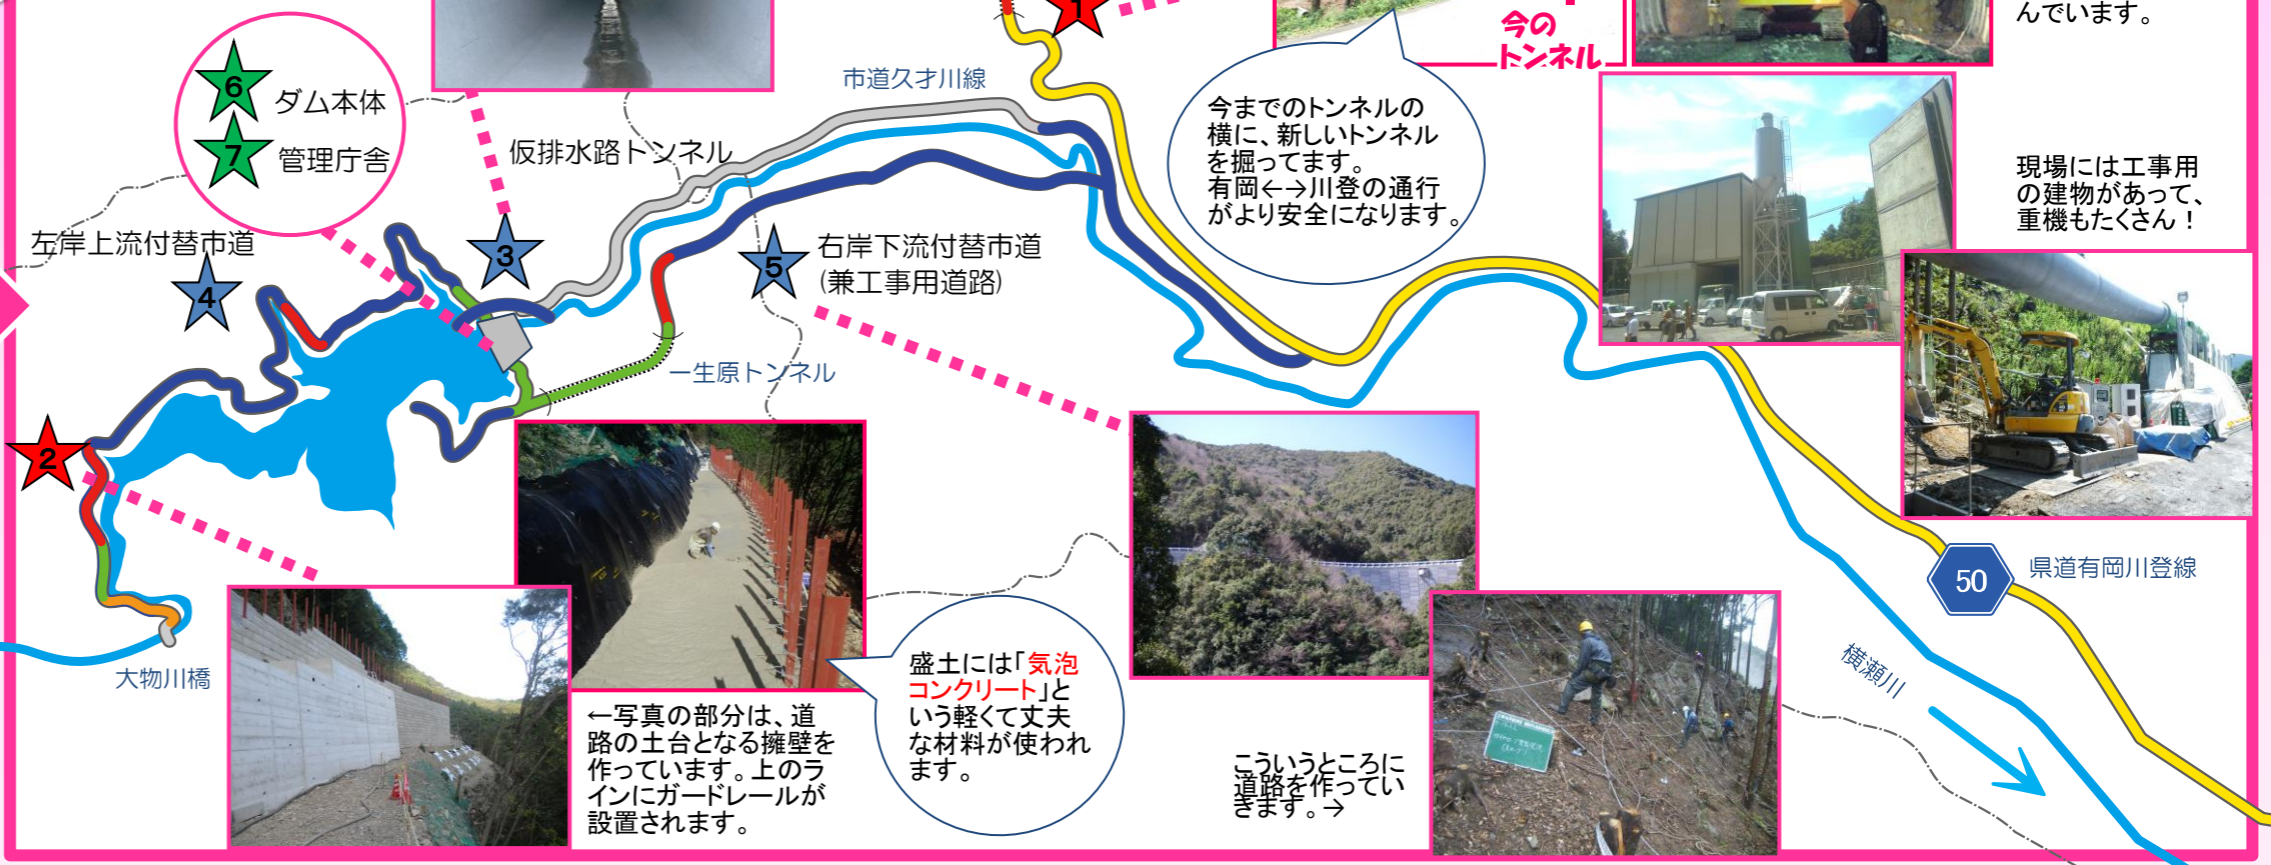 1
今の
トンネル
んでいます。
6
ダム本体
7
管理庁舎
市道久才川線
仮排水路トンネル
今までのトンネルの
横に、新しいトンネル
を掘ってます。
有岡←→川登の通行
がより安全になります。
現場には工事用
の建物があって、
重機もたくさん！
左岸上流付替市道
4
3
5
右岸下流付替市道
(兼工事用道路)
一生原トンネル
2
50
県道有岡川登線
大物川橋
横瀬川
盛土には「気泡
コンクリート」と
いう軽くて丈夫
な材料が使われ
ます。
←写真の部分は、道
路の土台となる擁壁を
作っています。上のラ
インにガードレールが
設置されます。
こういうところに
道路を作ってい
きます。→